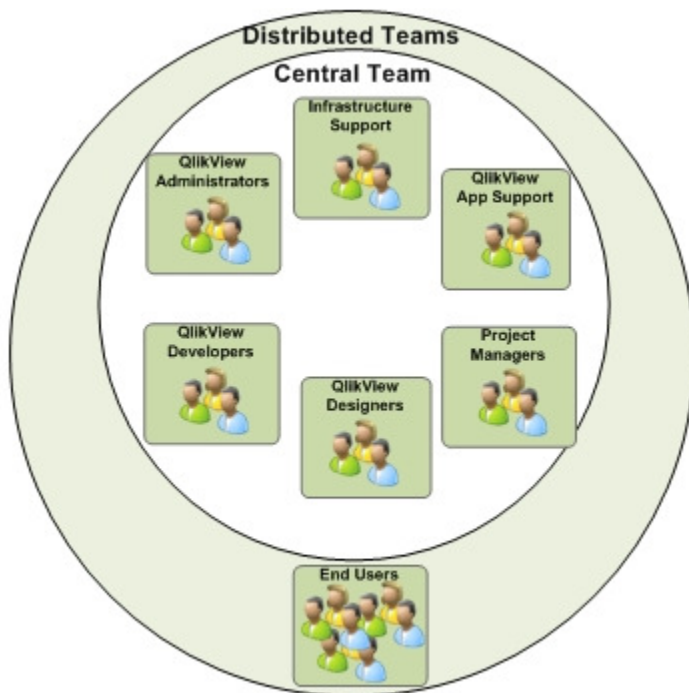 Distributed Teams
Central Team
Infrastructure
Support
QlikView
Administrators
QlikView
App Support
QlikView
Developers
Project
Managers
QlikView
Designers
End Users